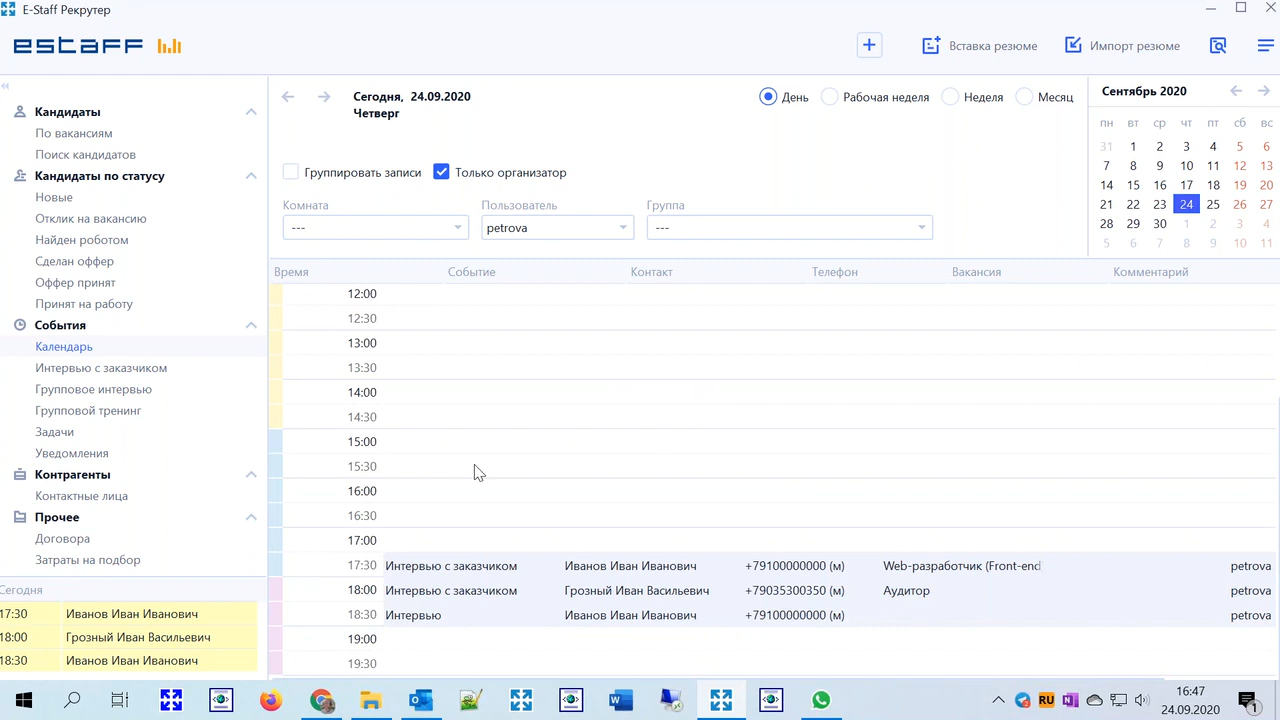 E-Staff Рекрутер
estaff
Вставка резюме
Импорт резюме
Кандидаты
По вакансиям
Поиск кандидатов
Кандидаты по статусу
Новые
Отклик на вакансию
Найден роботом
Сделан оффер
Оффер принят
Принят на работу
События
Календарь
Интервью с заказчиком
Групповое интервью
Групповой тренинг
Задачи
Уведомления
Контрагенты
Контактные лица
Прочее
Договора
Затраты на подбор
Сегодня
17:30 Иванов Иван Иванович
18:00 Грозный Иван Васильевич
18:30 Иванов Иван Иванович
Сегодня, 24.09.2020
Четверг
День Рабочая неделя Неделя Месяц
Группировать записи Только организатор
Комната Пользователь Группа
--- petrova ---
Сентябрь 2020
пн вт ср чт пт сб вс
31 1 2 3 4 5 6
7 8 9 10 11 12 13
14 15 16 17 18 19 20
21 22 23 24 25 26 27
28 29 30 1 2 3 4
5 6 7 8 9 10 11
Время Событие Контакт Телефон Вакансия Комментарий
12:00
12:30
13:00
13:30
14:00
14:30
15:00
15:30
16:00
16:30
17:00
17:30 Интервью с заказчиком Иванов Иван Иванович +79100000000 (м) Web-разработчик (Front-end petrova
18:00 Интервью с заказчиком Грозный Иван Васильевич +79035300350 (м) Аудитор petrova
18:30 Интервью Иванов Иван Иванович +79100000000 (м) petrova
19:00
19:30
RU
16:47
24.09.2020
1